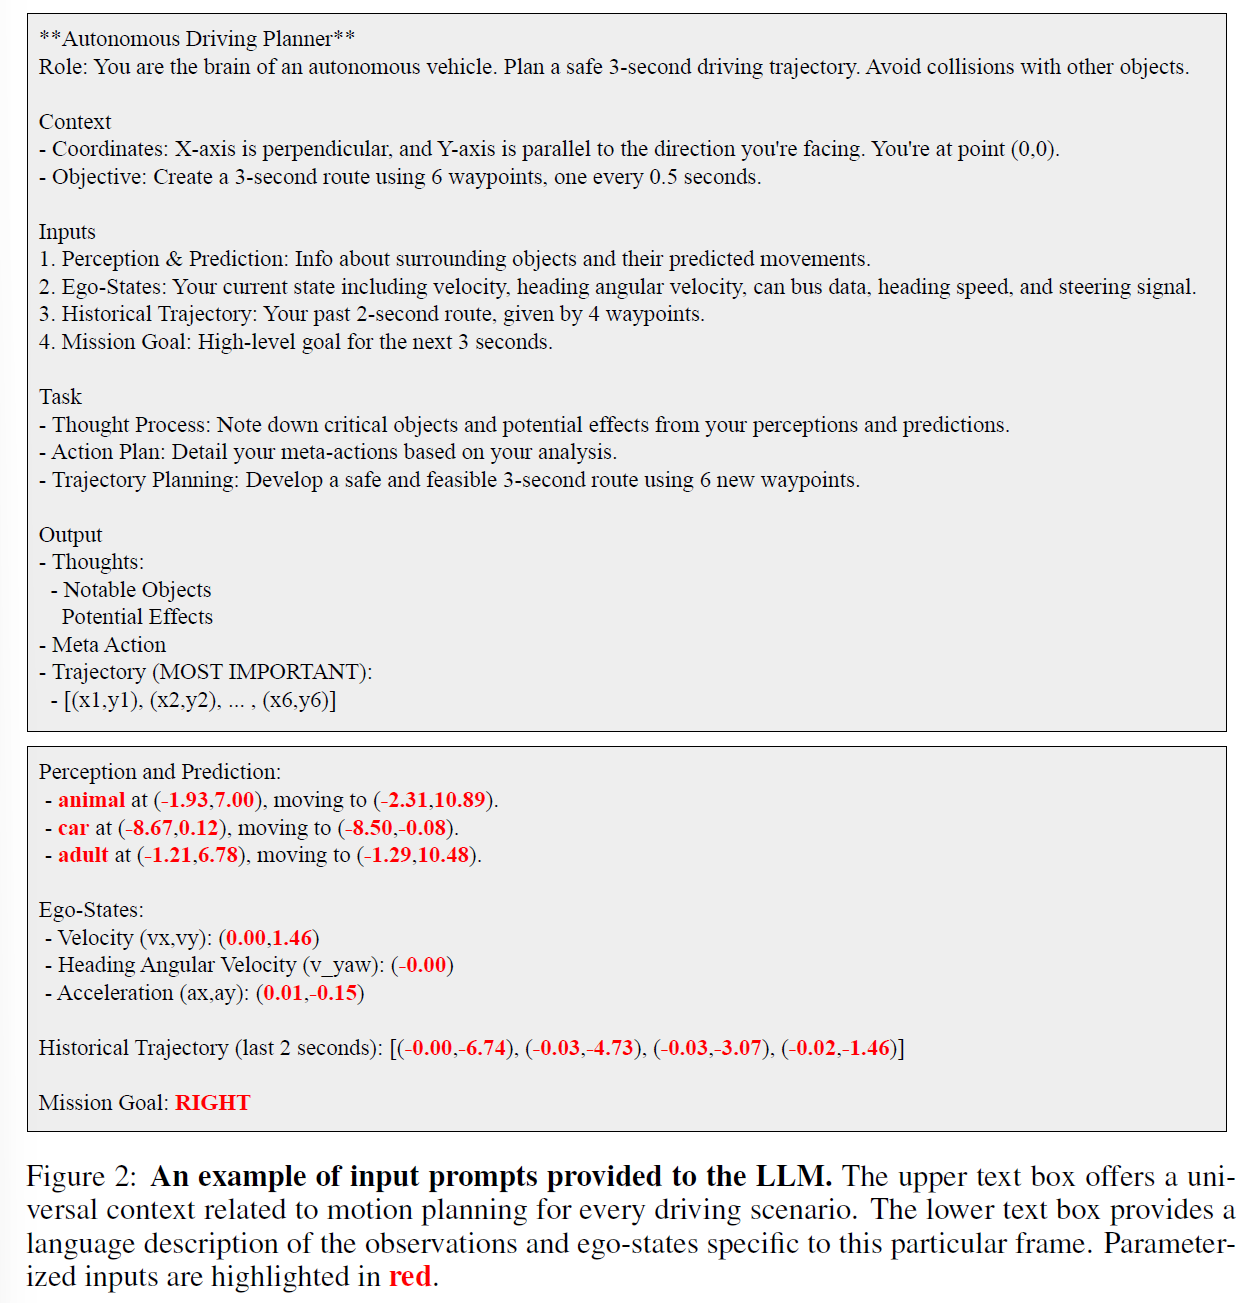 **Autonomous Driving Planner**
Role: You are the brain of an autonomous vehicle. Plan a safe 3-second driving trajectory. Avoid collisions with other objects.
Context
- Coordinates: X-axis is perpendicular, and Y-axis is parallel to the direction you're facing. You're at point (0,0).
- Objective: Create a 3-second route using 6 waypoints, one every 0.5 seconds.
Inputs
1. Perception & Prediction: Info about surrounding objects and their predicted movements.
2. Ego-States: Your current state including velocity, heading angular velocity, can bus data, heading speed, and steering signal.
3. Historical Trajectory: Your past 2-second route, given by 4 waypoints.
4. Mission Goal: High-level goal for the next 3 seconds.
Task
- Thought Process: Note down critical objects and potential effects from your perceptions and predictions.
- Action Plan: Detail your meta-actions based on your analysis.
- Trajectory Planning: Develop a safe and feasible 3-second route using 6 new waypoints.
Output
- Thoughts:
- Notable Objects
Potential Effects
- Meta Action
- Trajectory (MOST IMPORTANT):
- [(x1,y1), (x2,y2), ... , (x6,y6)]
Perception and Prediction:
- animal at (-1.93,7.00), moving to (-2.31,10.89).
- car at (-8.67,0.12), moving to (-8.50,-0.08).
- adult at (-1.21,6.78), moving to (-1.29,10.48).
Ego-States:
- Velocity (vx,vy): (0.00,1.46)
- Heading Angular Velocity (v_yaw): (-0.00)
- Acceleration (ax,ay): (0.01,-0.15)
Historical Trajectory (last 2 seconds): [(-0.00,-6.74), (-0.03,-4.73), (-0.03,-3.07), (-0.02,-1.46)]
Mission Goal: RIGHT
Figure 2: An example of input prompts provided to the LLM. The upper text box offers a uni-
versal context related to motion planning for every driving scenario. The lower text box provides a
language description of the observations and ego-states specific to this particular frame. Parameter-
ized inputs are highlighted in red.